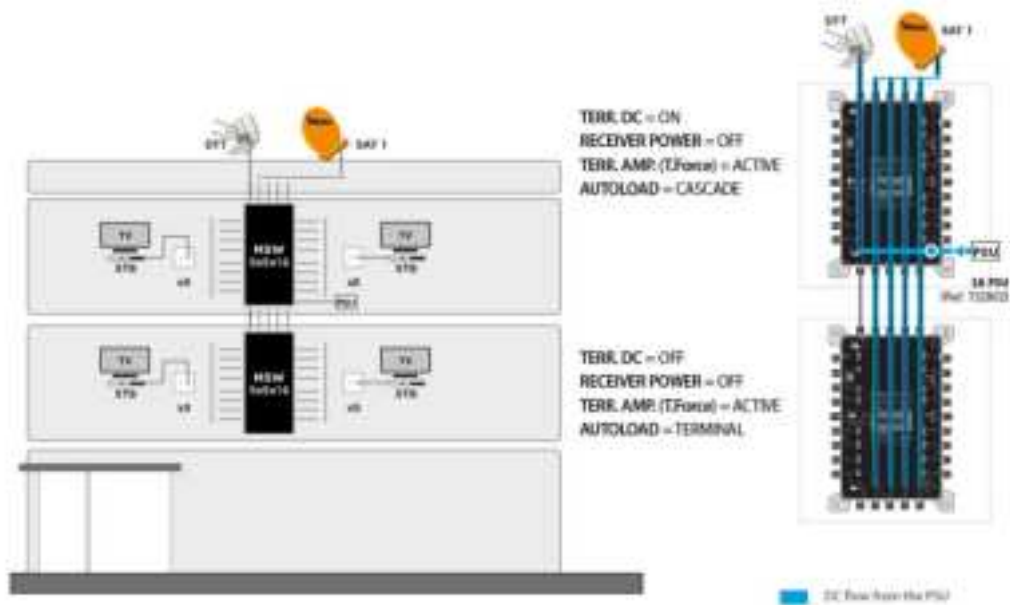 DTT
SAT 1
TERR. DC = ON
RECEIVER POWER = OFF
TERR. AMP. (T.Force) = ACTIVE
AUTOLOAD = CASCADE
TV
STB
x8
MSW
5x5x16
x8
TV
STB
PSU
TV
STB
x8
MSW
5x5x16
x8
TV
STB
TERR. DC = OFF
RECEIVER POWER = OFF
TERR. AMP. (T.Force) = ACTIVE
AUTOLOAD = TERMINAL
DTT
SAT 1
PSU
PSU
DC flow from the PSU